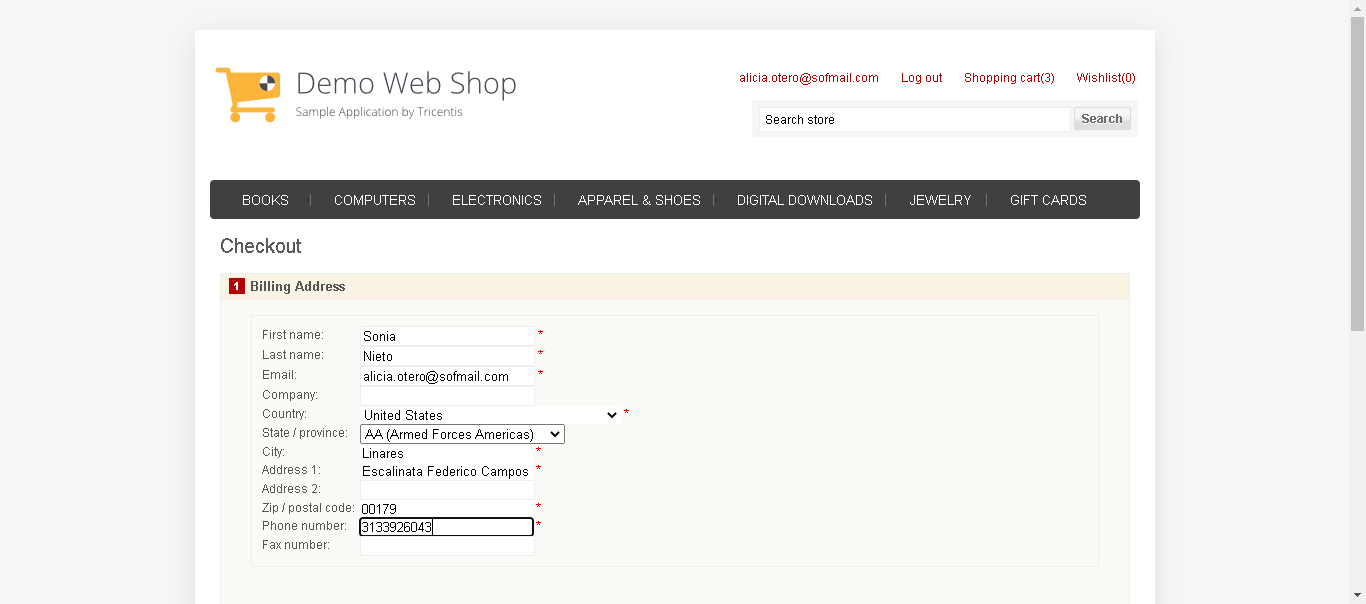 Demo Web Shop
Sample Application by Tricentis
alicia.otero@sofmail.com Log out Shopping cart(3) Wishlist(0)
Search store Search
BOOKS COMPUTERS ELECTRONICS APPAREL & SHOES DIGITAL DOWNLOADS JEWELRY GIFT CARDS
Checkout
1 Billing Address
First name: Sonia *
Last name: Nieto *
Email: alicia.otero@sofmail.com *
Company:
Country: United States *
State / province: AA (Armed Forces Americas)
City: Linares *
Address 1: Escalinata Federico Campos *
Address 2:
Zip / postal code: 00179 *
Phone number: 3133926043 *
Fax number: